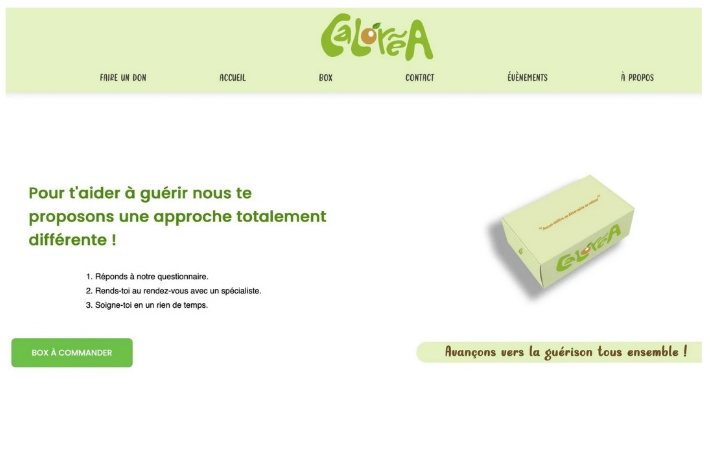 CaLorēA
FAIRE UN DON
ACCUEIL
BOX
CONTACT
ÉVÈNEMENTS
À PROPOS
Pour t'aider à guérir nous te
proposons une approche totalement
différente !
1. Réponds à notre questionnaire.
2. Rends-toi au rendez-vous avec un spécialiste.
3. Soigne-toi en un rien de temps.
BOX À COMMANDER
CaLorēA
Avançons vers la guérison tous ensemble !